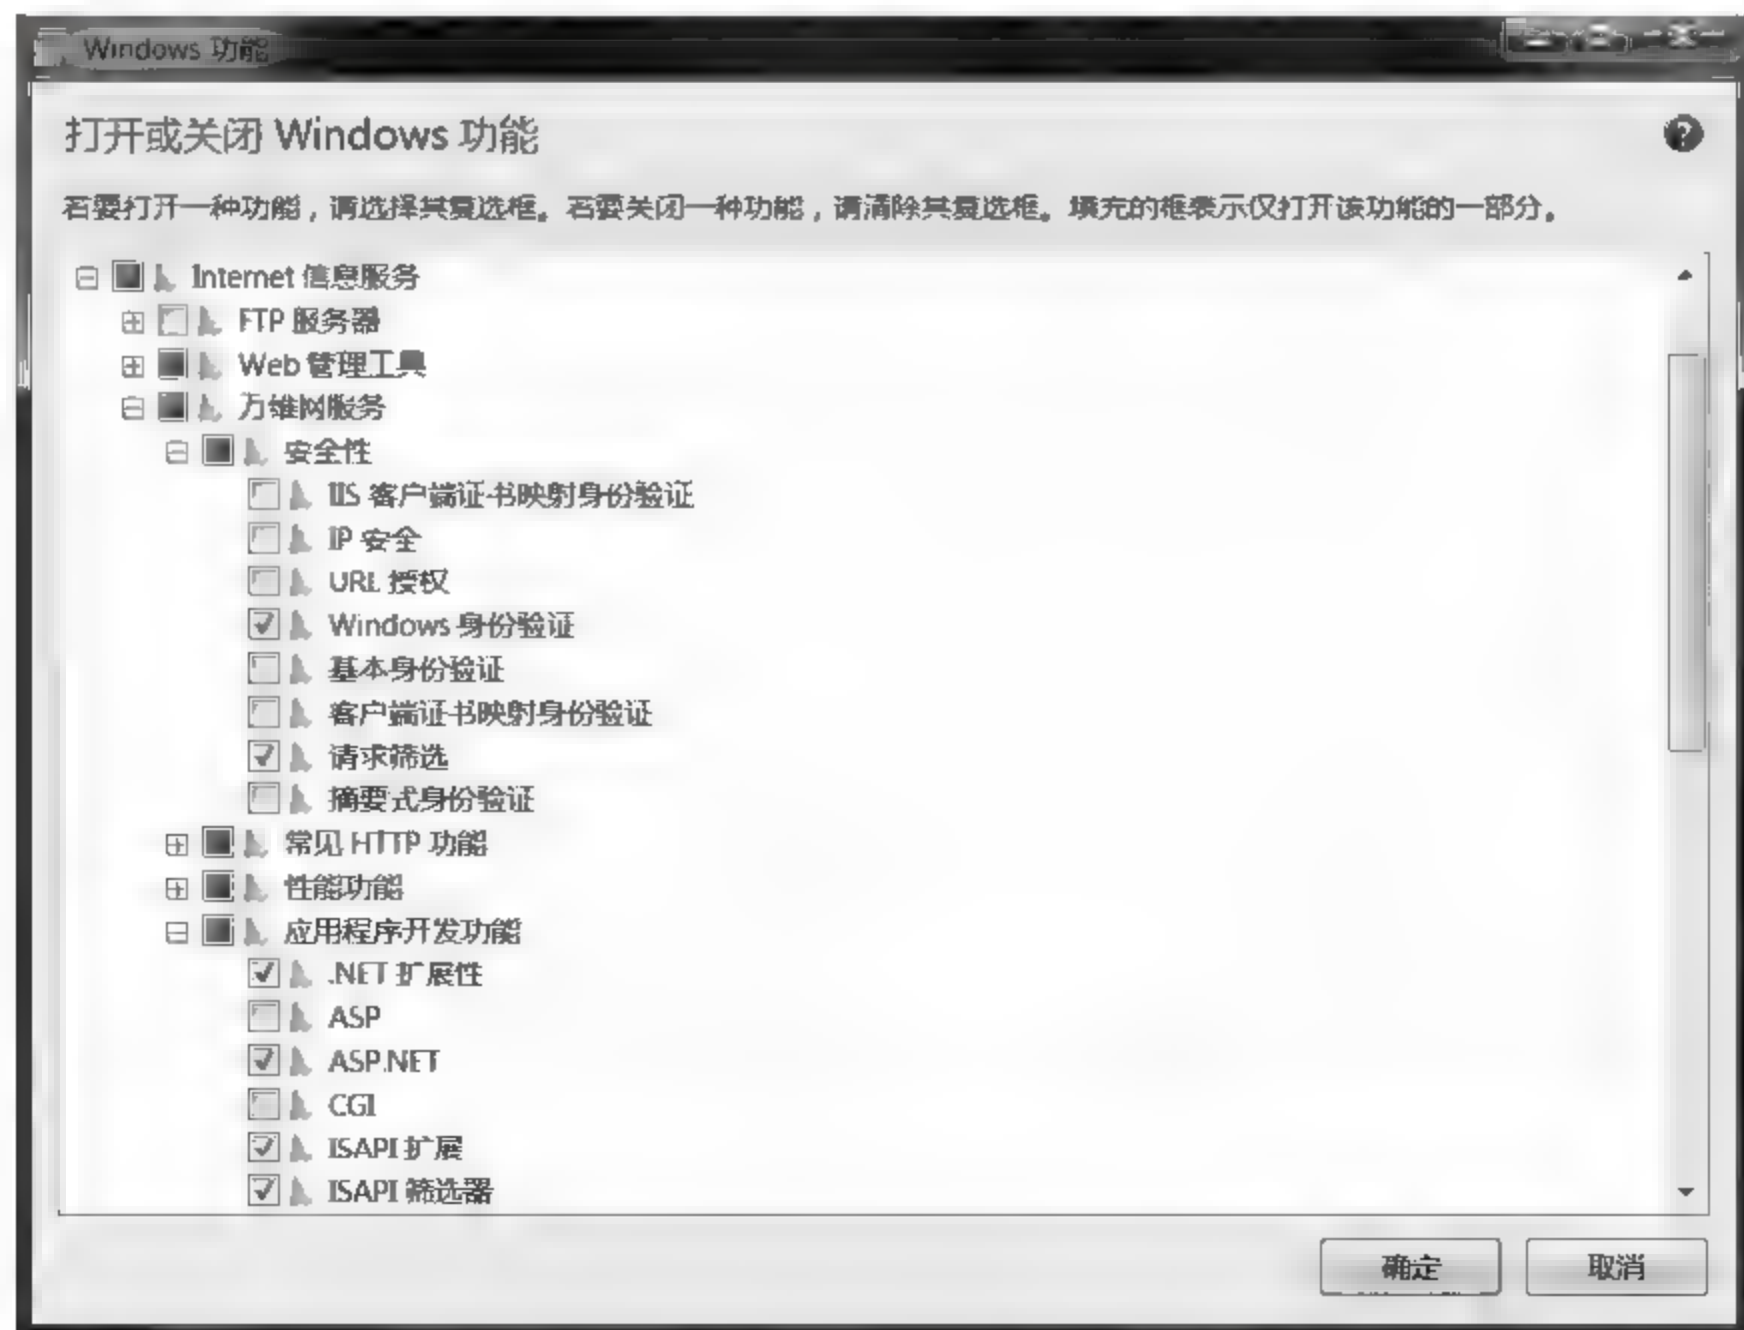 Windows 功能
打开或关闭 Windows 功能
若要打开一种功能，请选择其复选框。若要关闭一种功能，请清除其复选框。填充的框表示仅打开该功能的一部分。
Internet 信息服务
FTP 服务器
Web 管理工具
万维网服务
安全性
IIS 客户端证书映射身份验证
IP 安全
URL 授权
Windows 身份验证
基本身份验证
客户端证书映射身份验证
请求筛选
摘要式身份验证
常见 HTTP 功能
性能功能
应用程序开发功能
.NET 扩展性
ASP
ASP.NET
CGI
ISAPI 扩展
ISAPI 筛选器
确定
取消